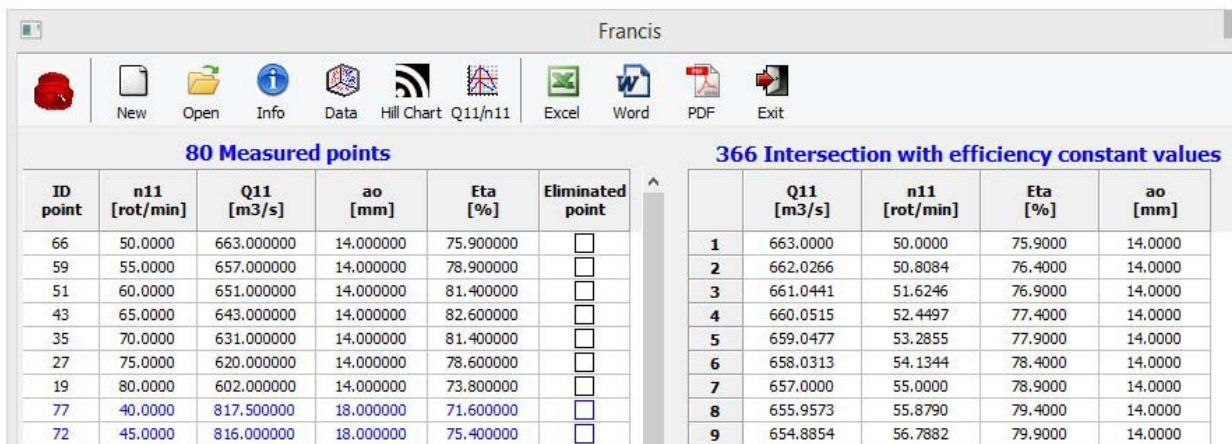 Francis
New Open Info Data Hill Chart Q11/n11 Excel Word PDF Exit
80 Measured points
ID point n11 [rot/min] Q11 [m3/s] ao [mm] Eta [%] Eliminated point
66 50.0000 663.000000 14.000000 75.900000
59 55.0000 657.000000 14.000000 78.900000
51 60.0000 651.000000 14.000000 81.400000
43 65.0000 643.000000 14.000000 82.600000
35 70.0000 631.000000 14.000000 81.400000
27 75.0000 620.000000 14.000000 78.600000
19 80.0000 602.000000 14.000000 73.800000
77 40.0000 817.500000 18.000000 71.600000
72 45.0000 816.000000 18.000000 75.400000
366 Intersection with efficiency constant values
Q11 [m3/s] n11 [rot/min] Eta [%] ao [mm]
1 663.0000 50.0000 75.9000 14.0000
2 662.0266 50.8084 76.4000 14.0000
3 661.0441 51.6246 76.9000 14.0000
4 660.0515 52.4497 77.4000 14.0000
5 659.0477 53.2855 77.9000 14.0000
6 658.0313 54.1344 78.4000 14.0000
7 657.0000 55.0000 78.9000 14.0000
8 655.9573 55.8790 79.4000 14.0000
9 654.8854 56.7882 79.9000 14.0000